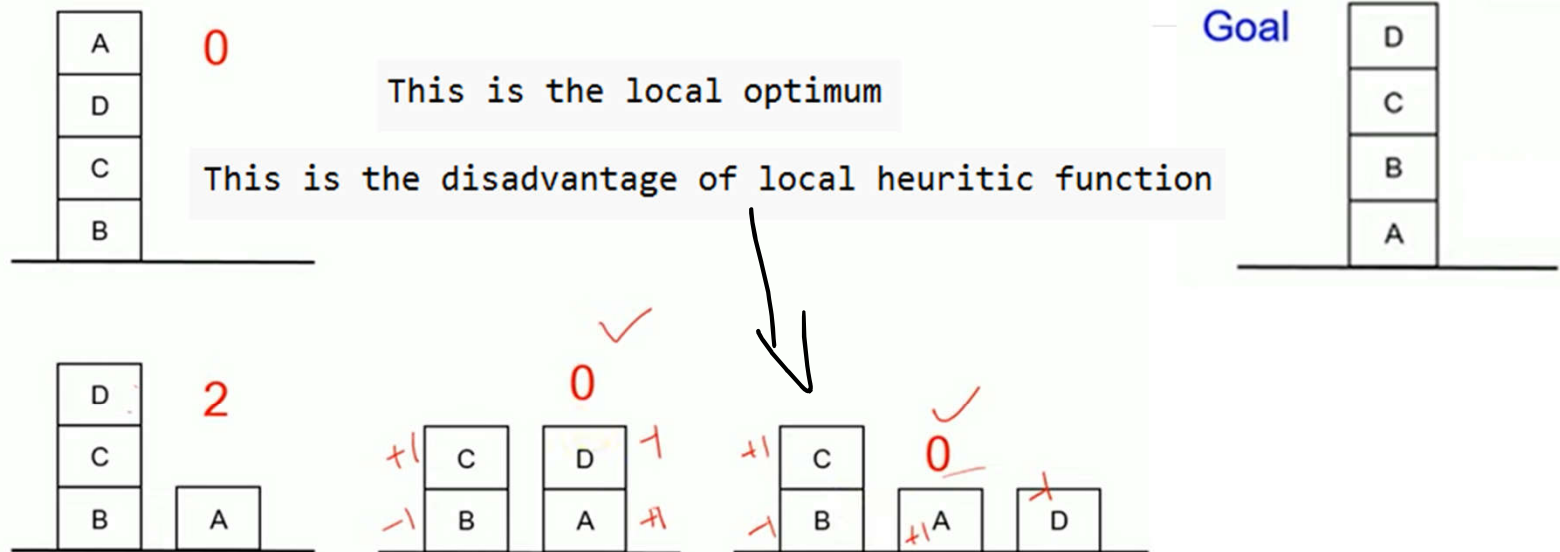 A
0
D
C
B
This is the local optimum
This is the disadvantage of local heuritic function
Goal
D
C
B
A
D
2
C
B
A
0
+1
C
D
-1
-1
B
A
+1
0
+1
C
-1
B
+1
A
D